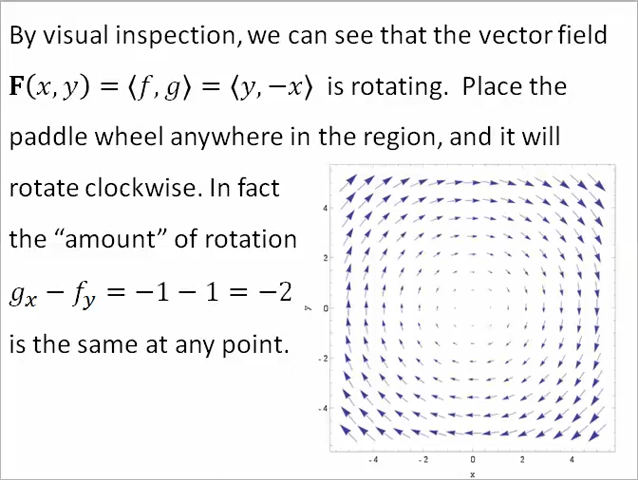 By visual inspection, we can see that the vector field
F(x, y) = ⟨f, g⟩ = ⟨y, −x⟩ is rotating. Place the
paddle wheel anywhere in the region, and it will
rotate clockwise. In fact
the “amount” of rotation
gₓ − fᵧ = −1 − 1 = −2
is the same at any point.
4
2
0
-2
-4
y
-4 -2 0 2 4
x